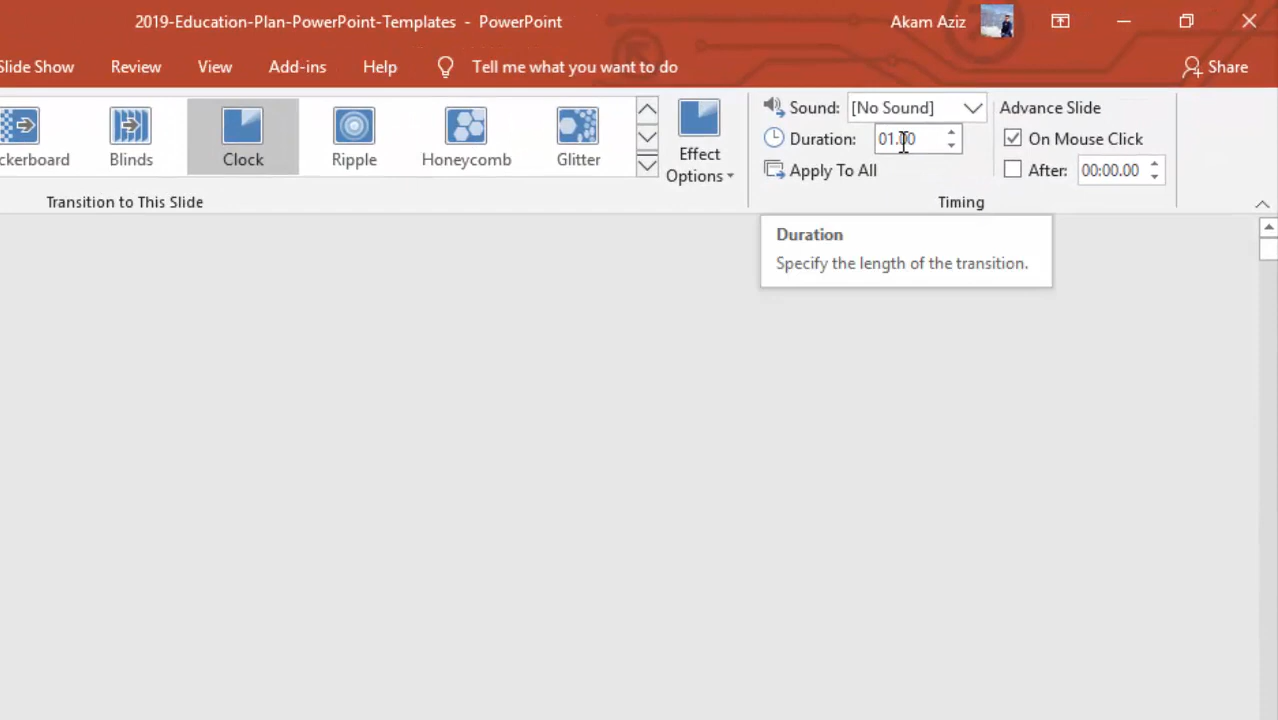 2019-Education-Plan-PowerPoint-Templates - PowerPoint
Akam Aziz
Slide Show Review View Add-ins Help Tell me what you want to do Share
ckerboard Blinds Clock Ripple Honeycomb Glitter
Effect
Options
Sound: [No Sound]
Duration: 01.00
Apply To All
Advance Slide
On Mouse Click
After: 00:00.00
Transition to This Slide
Timing
Duration
Specify the length of the transition.